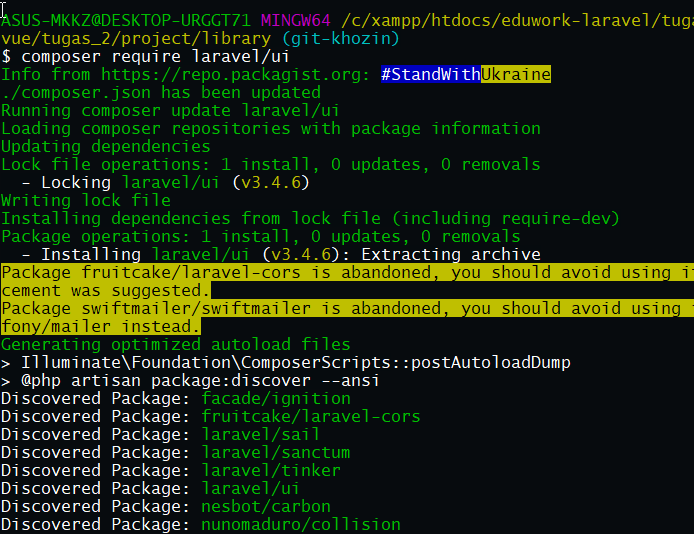 ASUS-MKKZ@DESKTOP-URGGT71 MINGW64 /c/xampp/htdocs/eduwork-laravel/tuga
vue/tugas_2/project/library (git-khozin)
$ composer require laravel/ui
Info from https://repo.packagist.org: #StandWithUkraine
./composer.json has been updated
Running composer update laravel/ui
Loading composer repositories with package information
Updating dependencies
Lock file operations: 1 install, 0 updates, 0 removals
  - Locking laravel/ui (v3.4.6)
Writing lock file
Installing dependencies from lock file (including require-dev)
Package operations: 1 install, 0 updates, 0 removals
  - Installing laravel/ui (v3.4.6): Extracting archive
Package fruitcake/laravel-cors is abandoned, you should avoid using i
cement was suggested.
Package swiftmailer/swiftmailer is abandoned, you should avoid using
fony/mailer instead.
Generating optimized autoload files
> Illuminate\Foundation\ComposerScripts::postAutoloadDump
> @php artisan package:discover --ansi
Discovered Package: facade/ignition
Discovered Package: fruitcake/laravel-cors
Discovered Package: laravel/sail
Discovered Package: laravel/sanctum
Discovered Package: laravel/tinker
Discovered Package: laravel/ui
Discovered Package: nesbot/carbon
Discovered Package: nunomaduro/collision